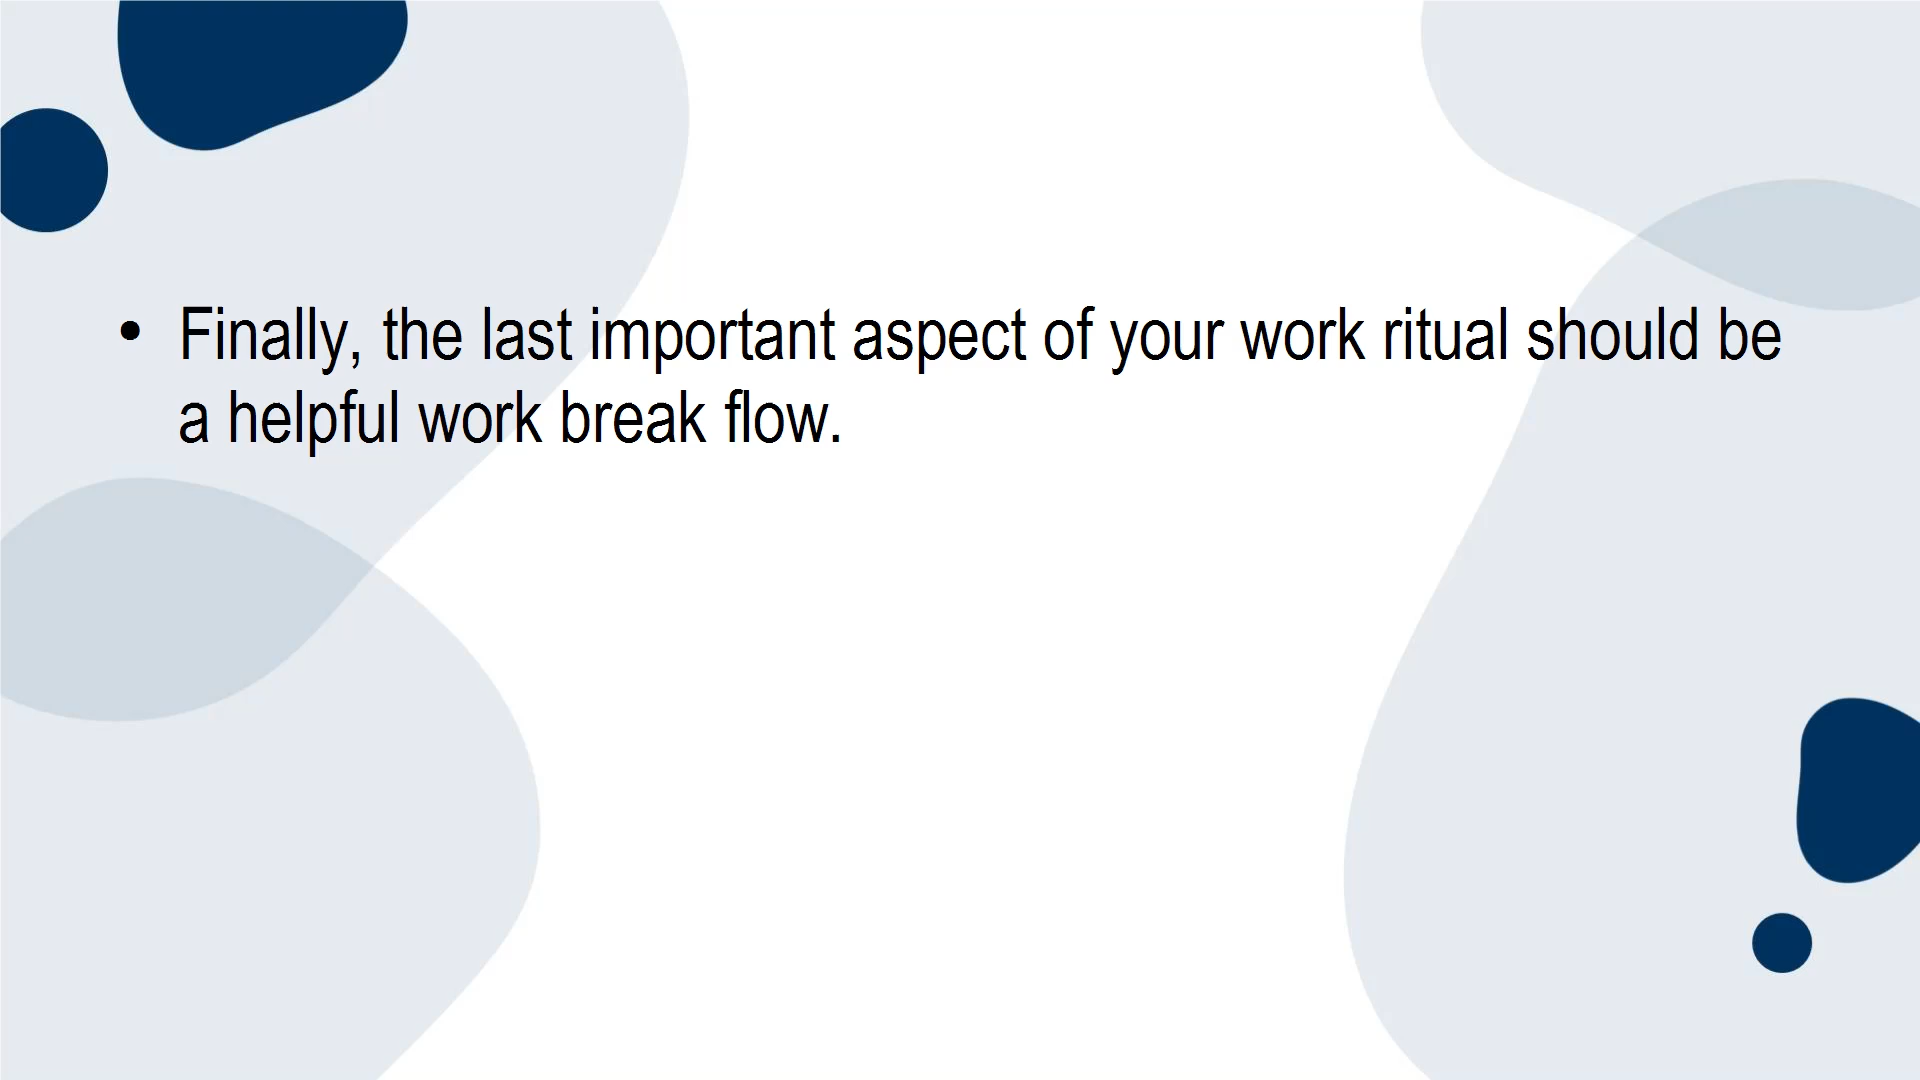 • Finally, the last important aspect of your work ritual should be
a helpful work break flow.